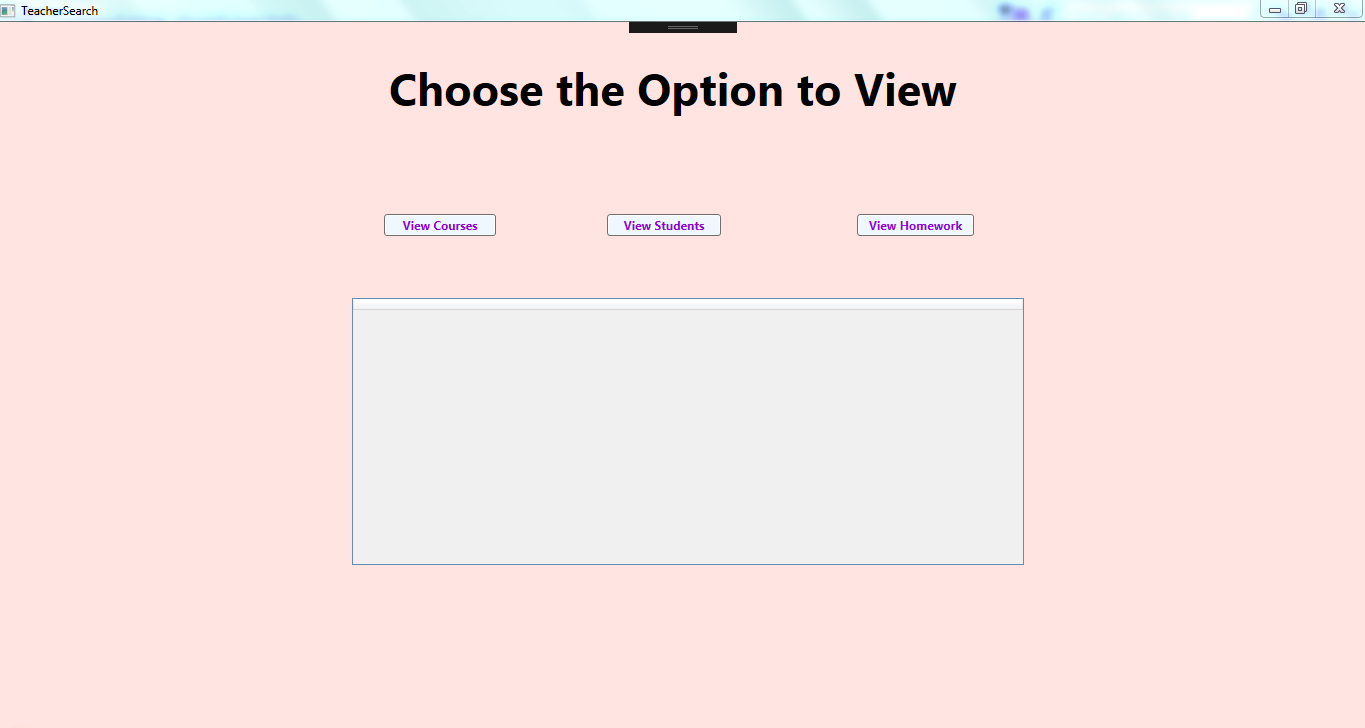 TeacherSearch
Choose the Option to View
View Courses
View Students
View Homework